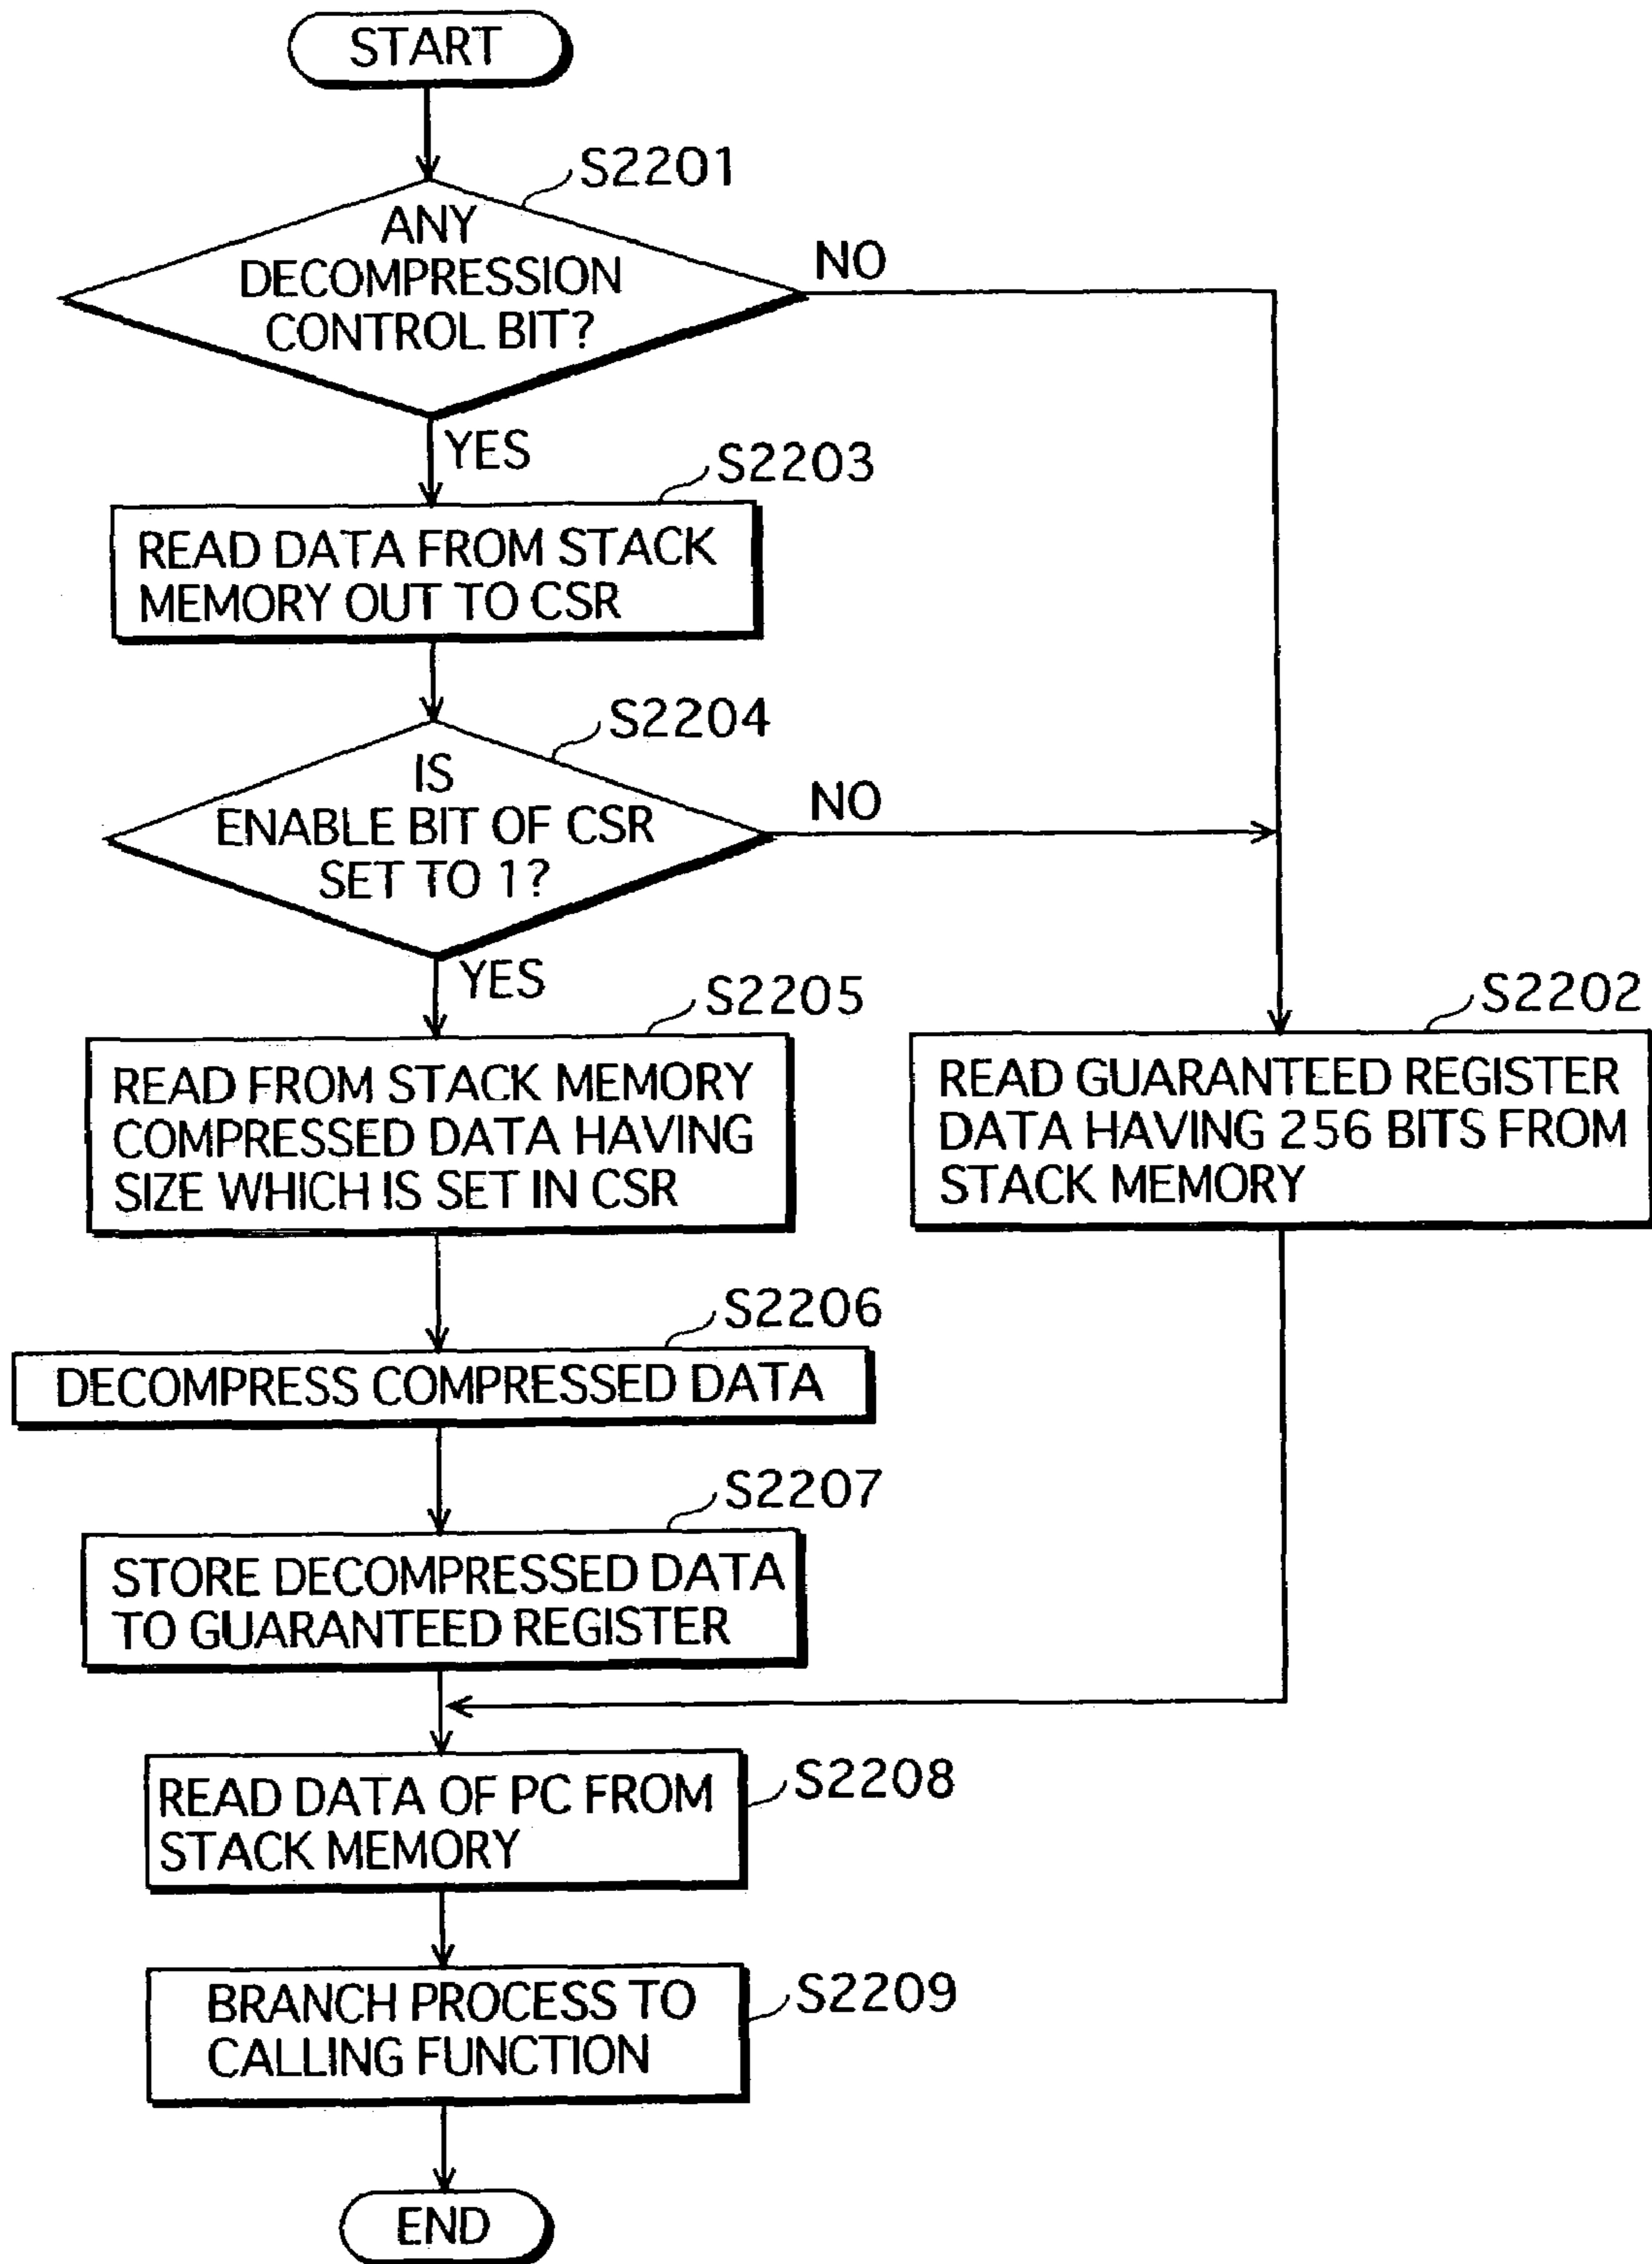 START
S2201
ANY
DECOMPRESSION
CONTROL BIT?
NO
YES
S2203
READ DATA FROM STACK
MEMORY OUT TO CSR
S2204
IS
ENABLE BIT OF CSR
SET TO 1?
NO
YES
S2205
READ FROM STACK MEMORY
COMPRESSED DATA HAVING
SIZE WHICH IS SET IN CSR
S2202
READ GUARANTEED REGISTER
DATA HAVING 256 BITS FROM
STACK MEMORY
S2206
DECOMPRESS COMPRESSED DATA
S2207
STORE DECOMPRESSED DATA
TO GUARANTEED REGISTER
S2208
READ DATA OF PC FROM
STACK MEMORY
S2209
BRANCH PROCESS TO
CALLING FUNCTION
END